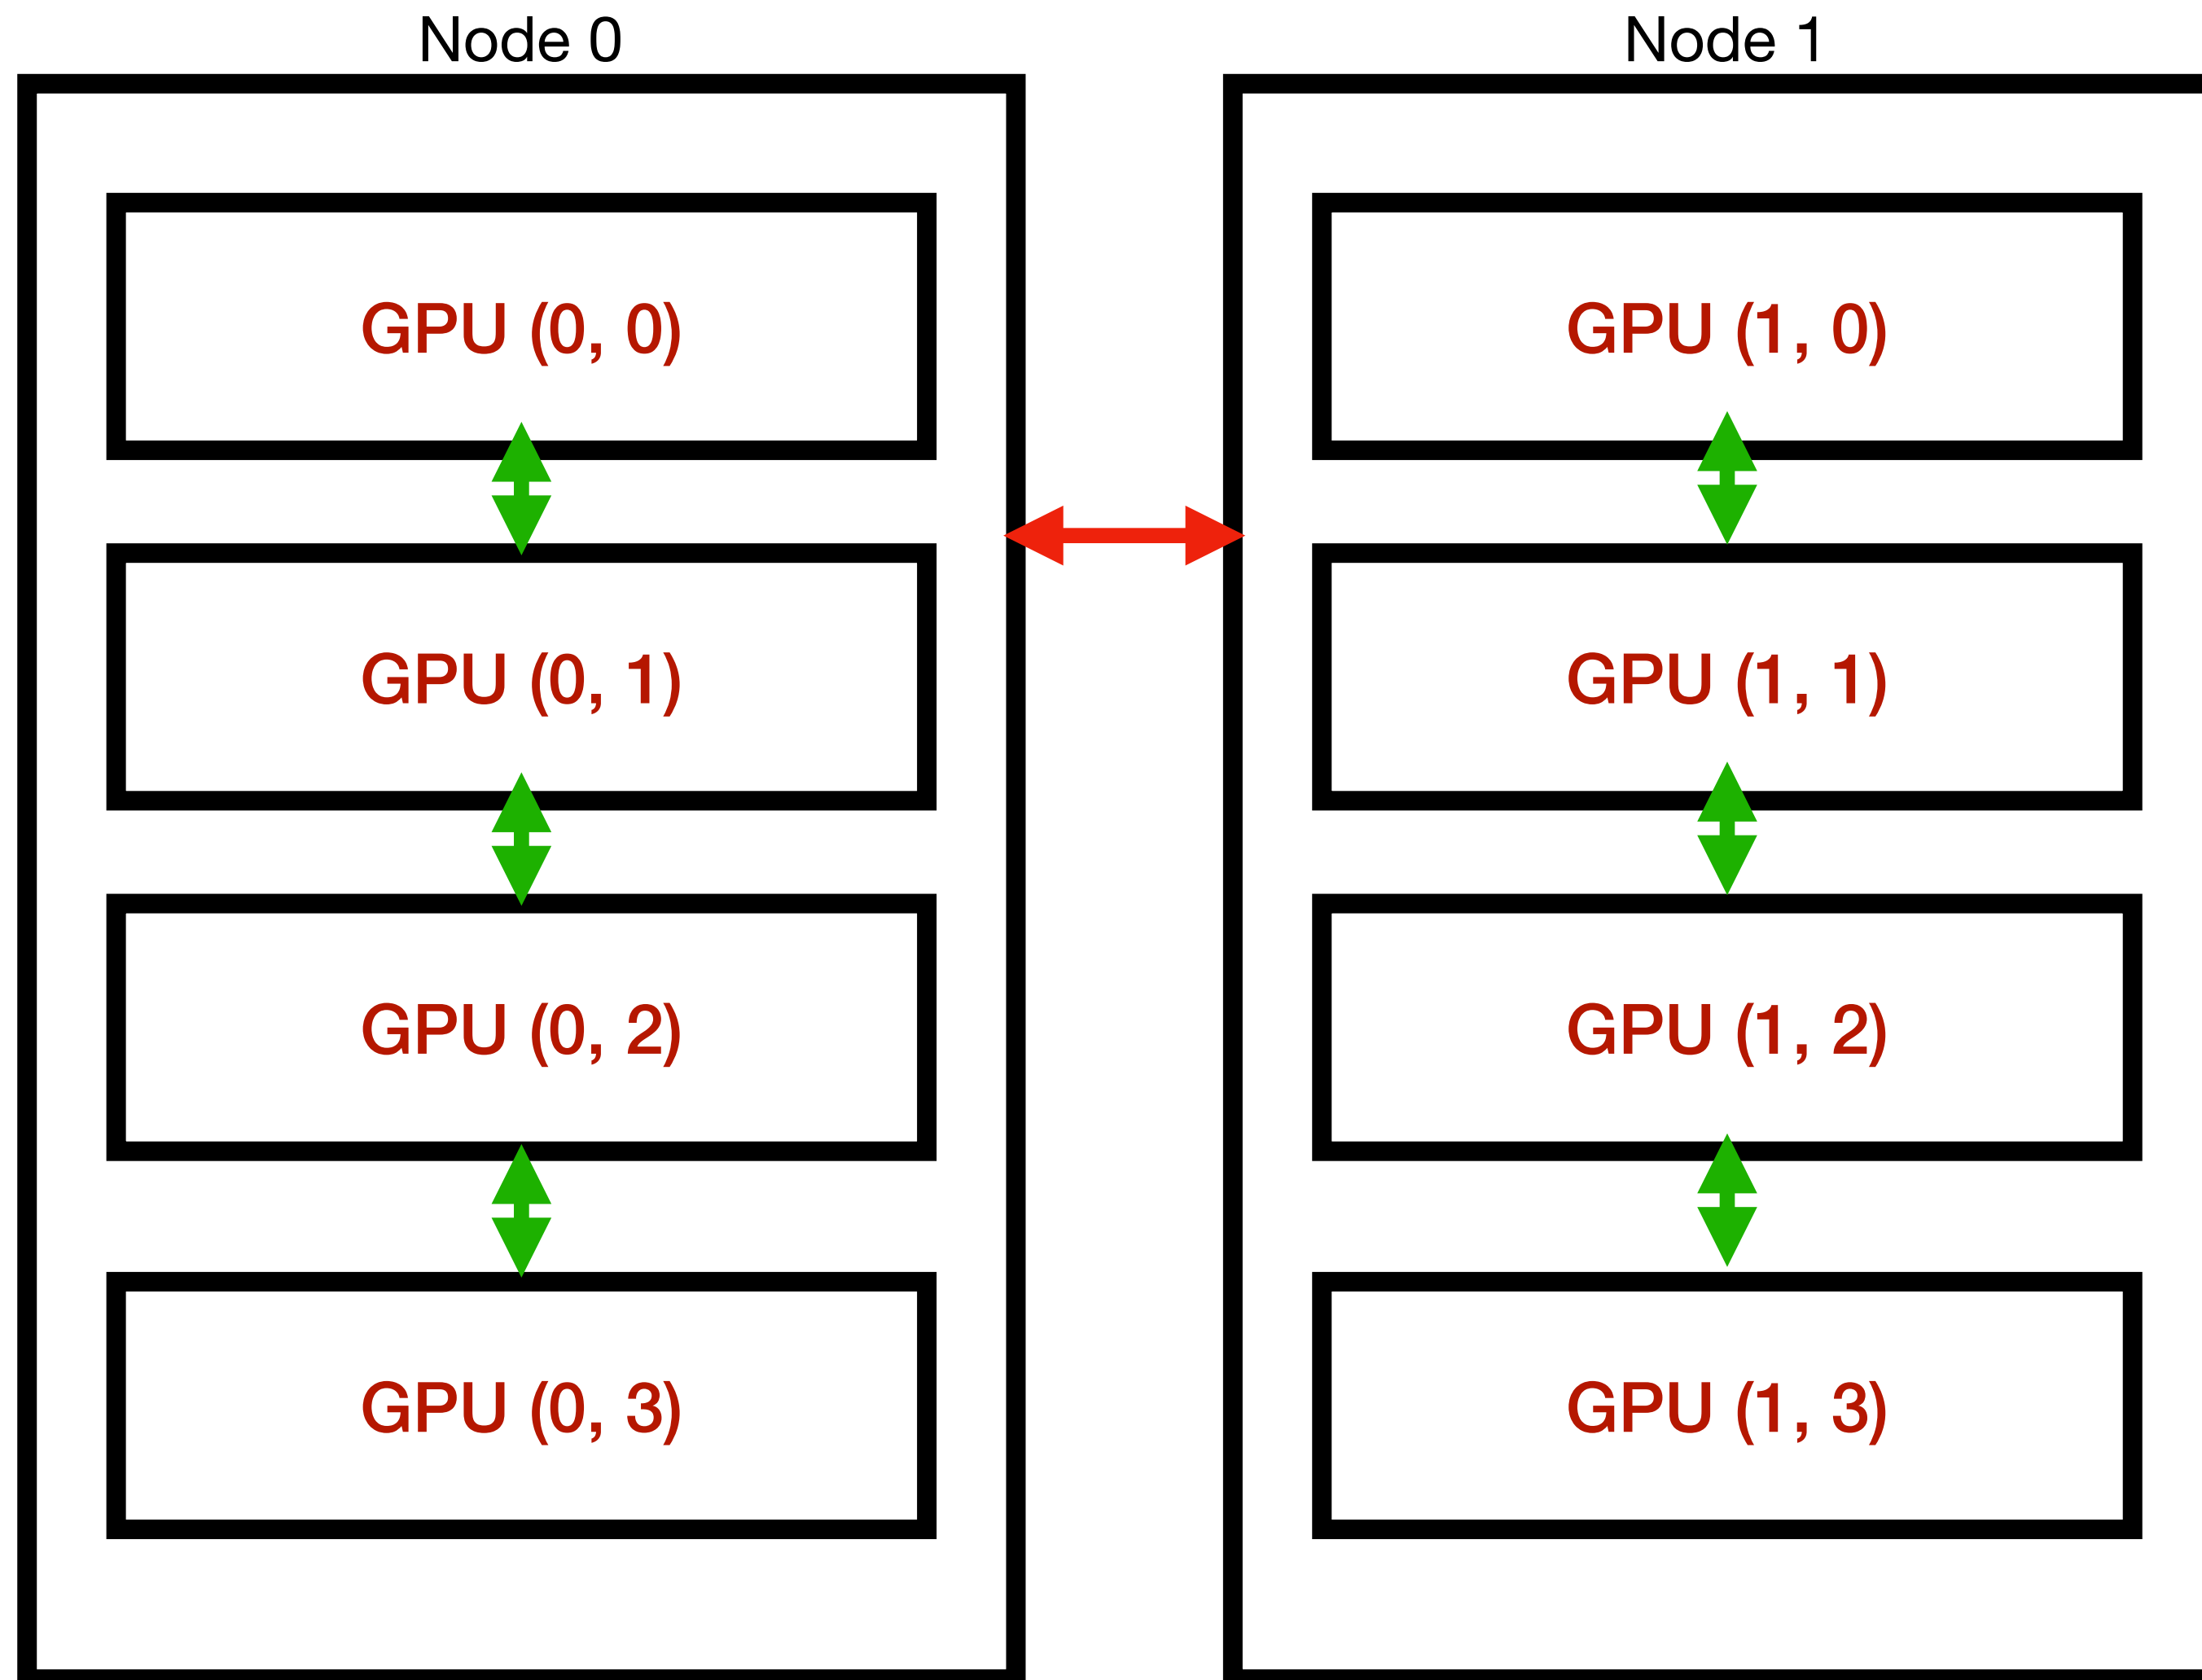 Node 0
GPU (0, 0)
GPU (0, 1)
GPU (0, 2)
GPU (0, 3)
Node 1
GPU (1, 0)
GPU (1, 1)
GPU (1, 2)
GPU (1, 3)